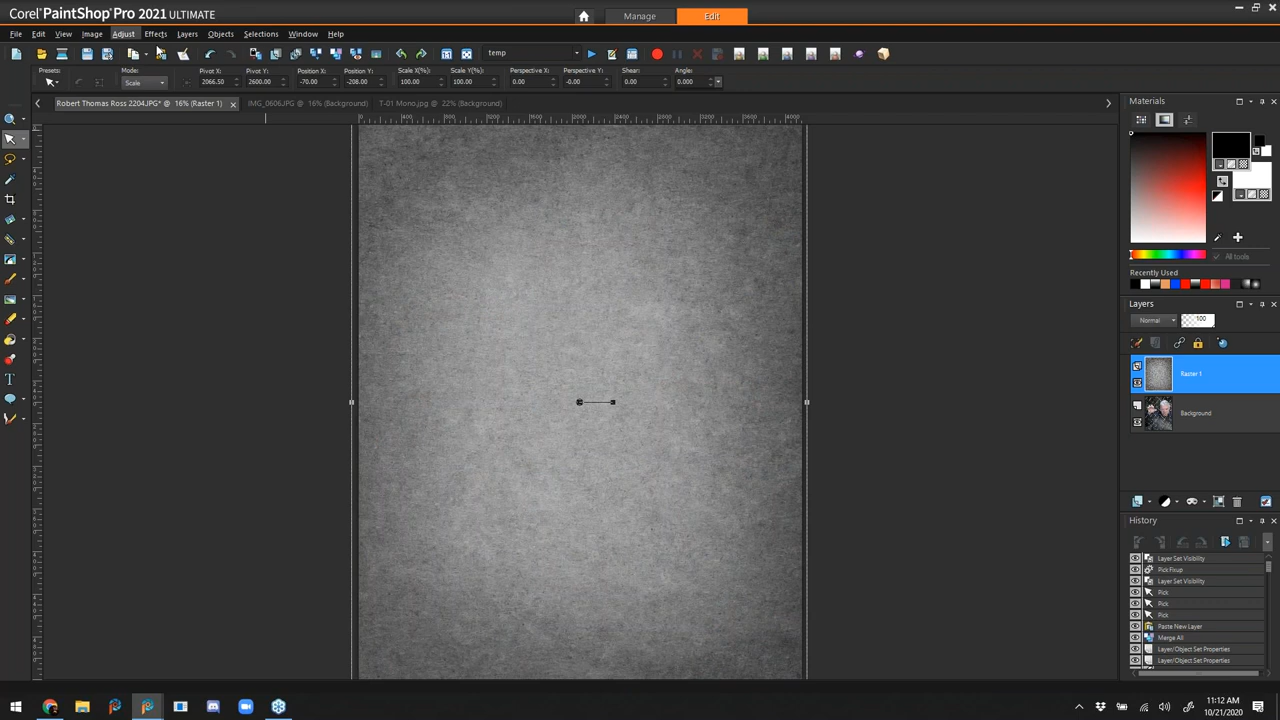 Corel PaintShop Pro 2021 ULTIMATE
Manage
Edit
File Edit View Image Adjust Effects Layers Objects Selections Window Help
temp
Presets: Mode: Pivot X: Pivot Y: Position X: Position Y: Scale X(%): Scale Y(%): Perspective X: Perspective Y: Shear: Angle:
Scale 2066.50 2600.00 -70.00 -208.00 100.00 100.00 0.00 -0.00 0.00 0.000
Robert Thomas Ross 2204.JPG* @ 16% (Raster 1) IMG_0606.JPG @ 16% (Background) T-01 Mono.jpg @ 22% (Background)
Materials
All tools
Recently Used
Layers
Normal 100
Raster 1
Background
History
Layer Set Visibility
Pick Fixup
Layer Set Visibility
Pick
Pick
Pick
Paste New Layer
Merge All
Layer/Object Set Properties
Layer/Object Set Properties
11:12 AM
10/21/2020